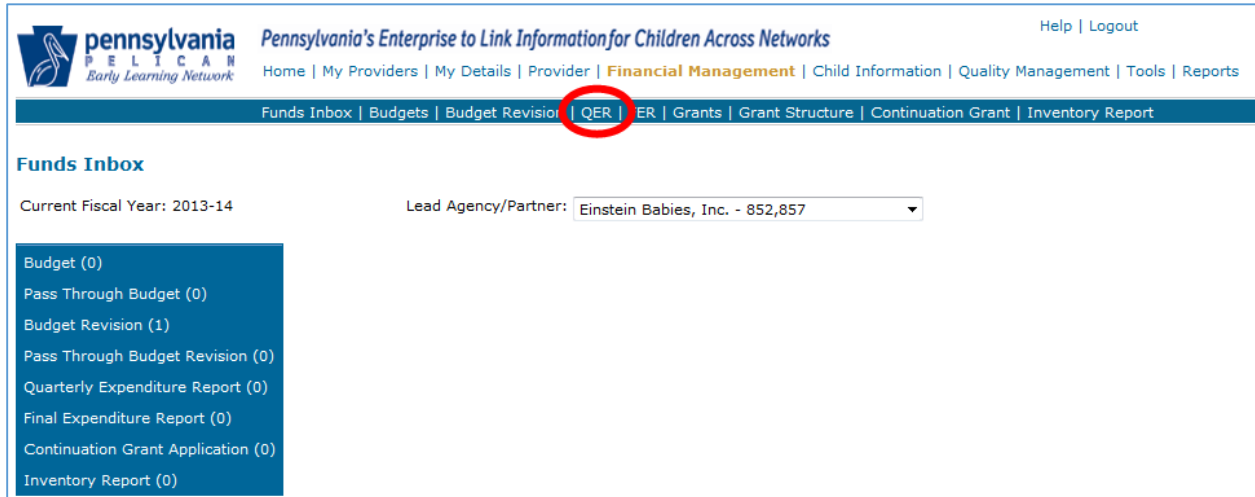 Help | Logout
pennsylvania
PELICAN
Early Learning Network
Pennsylvania's Enterprise to Link Information for Children Across Networks
Home | My Providers | My Details | Provider | Financial Management | Child Information | Quality Management | Tools | Reports
Funds Inbox | Budgets | Budget Revision | QER | | Grants | Grant Structure | Continuation Grant | Inventory Report
Funds Inbox
Current Fiscal Year: 2013-14
Lead Agency/Partner: Einstein Babies, Inc. - 852,857
Budget (0)
Pass Through Budget (0)
Budget Revision (1)
Pass Through Budget Revision (0)
Quarterly Expenditure Report (0)
Final Expenditure Report (0)
Continuation Grant Application (0)
Inventory Report (0)